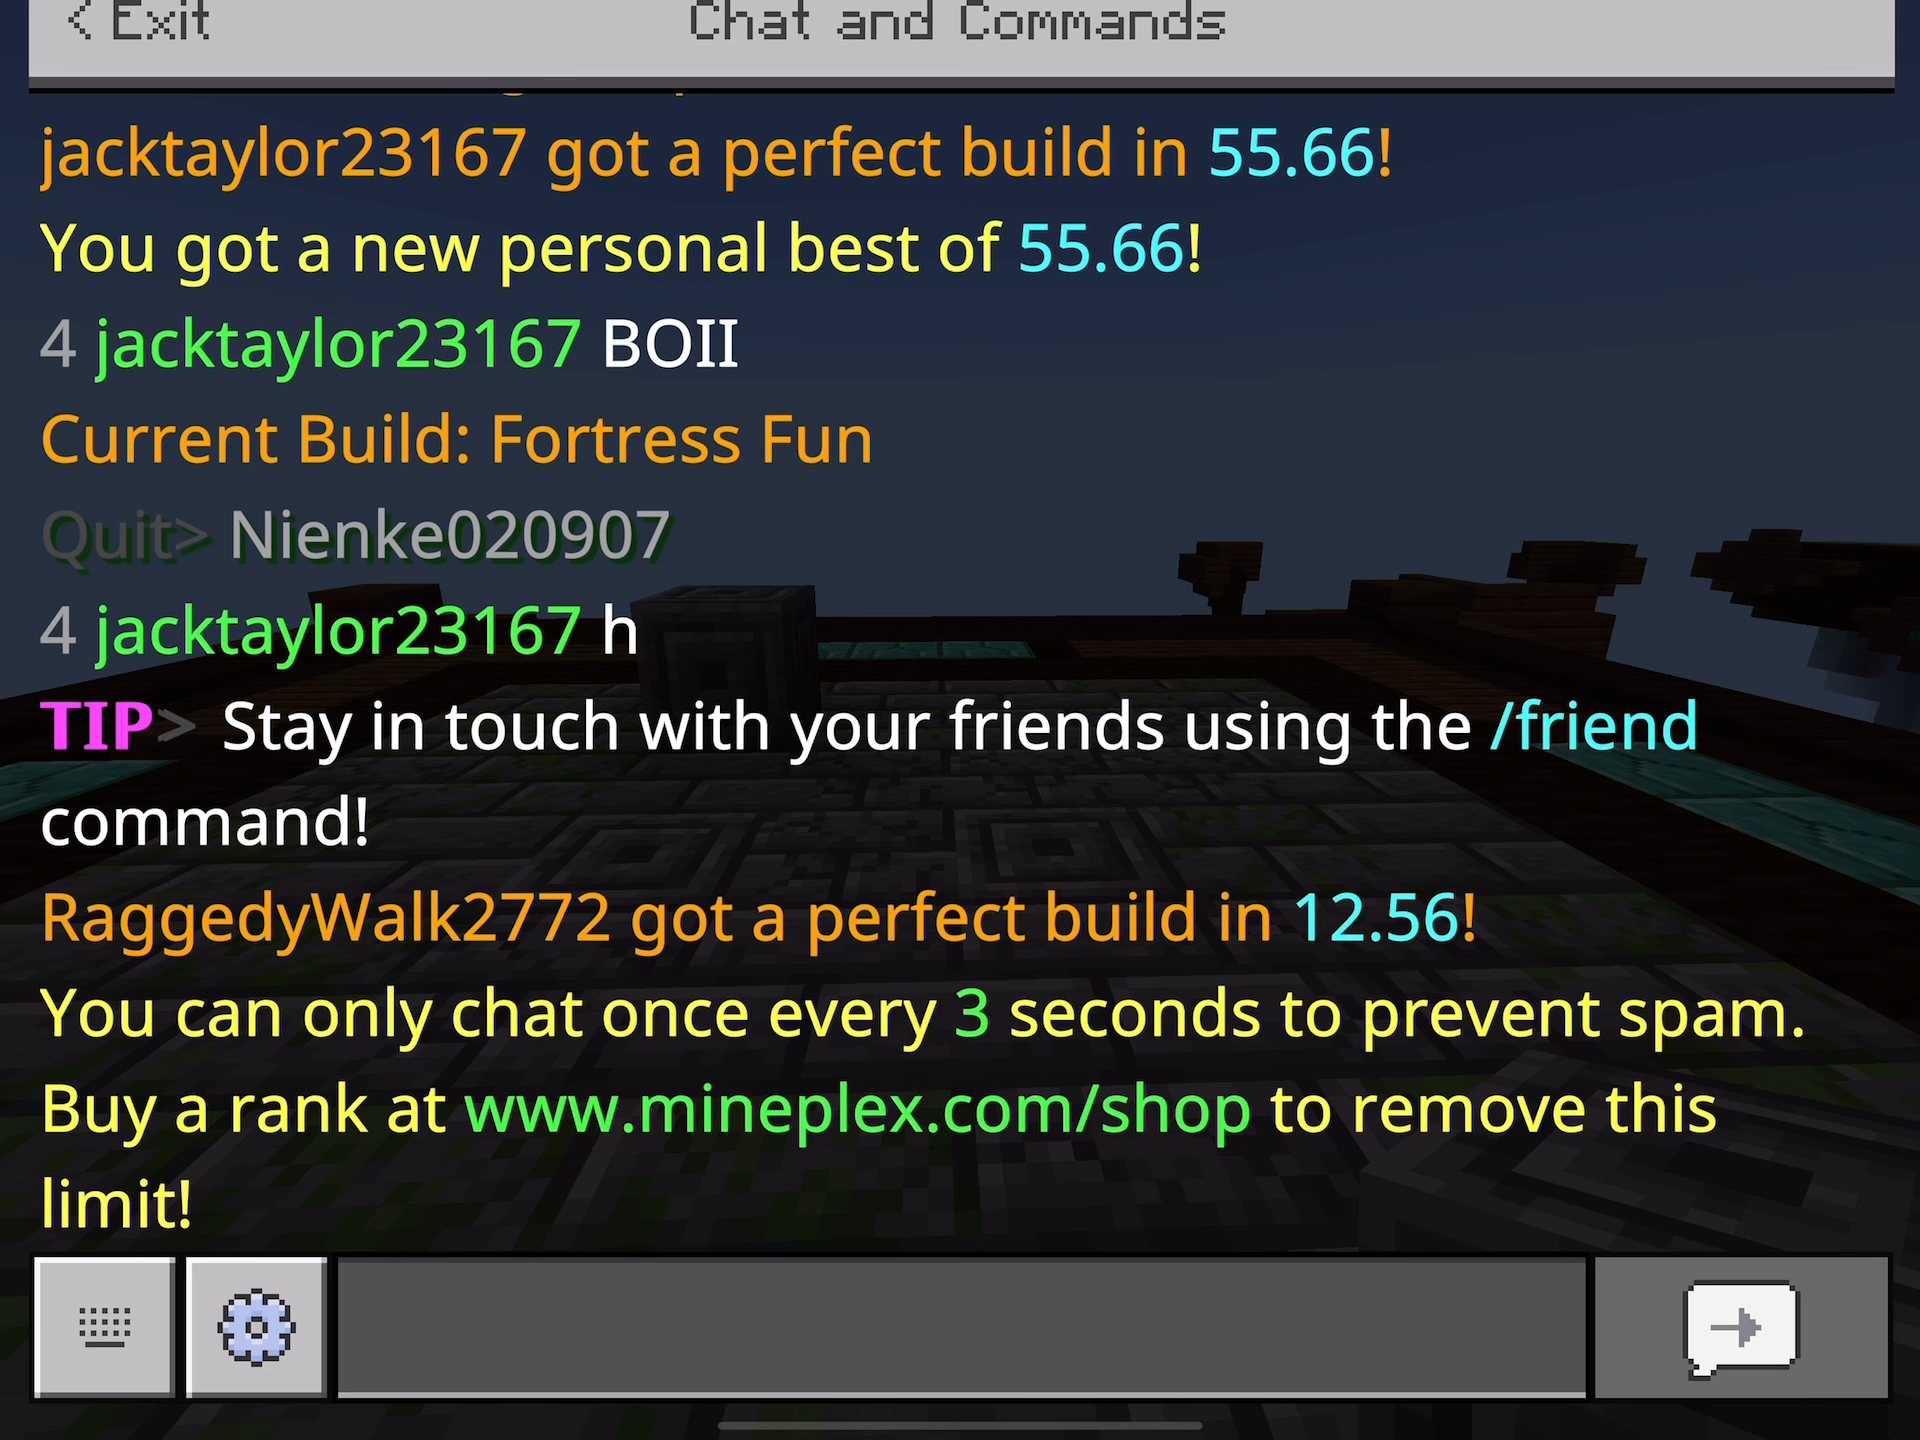 < Exit
Chat and Commands
jacktaylor23167 got a perfect build in 55.66!
You got a new personal best of 55.66!
4 jacktaylor23167 BOII
Current Build: Fortress Fun
Quit> Nienke020907
4 jacktaylor23167 h
TIP> Stay in touch with your friends using the /friend
command!
RaggedyWalk2772 got a perfect build in 12.56!
You can only chat once every 3 seconds to prevent spam.
Buy a rank at www.mineplex.com/shop to remove this
limit!